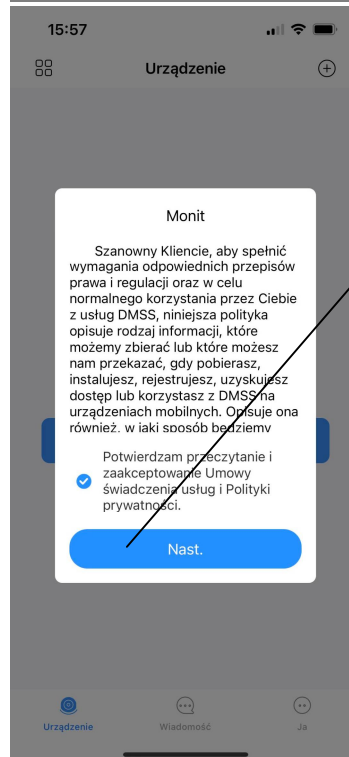 15:57
Urządzenie
Monit
Szanowny Kliencie, aby spełnić
wymagania odpowiednich przepisów
prawa i regulacji oraz w celu
normalnego korzystania przez Ciebie
z usług DMSS, niniejsza polityka
opisuje rodzaj informacji, które
możemy zbierać lub które możesz
nam przekazać, gdy pobierasz,
instalujesz, rejestrujesz, uzyskujesz
dostęp lub korzystasz z DMSS na
urządzeniach mobilnych. Opisuje ona
również, w jaki sposób będziemy
Potwierdzam przeczytanie i
zaakceptowanie Umowy
świadczenia usług i Polityki
prywatności.
Nast.
Urządzenie
Wiadomość
Ja